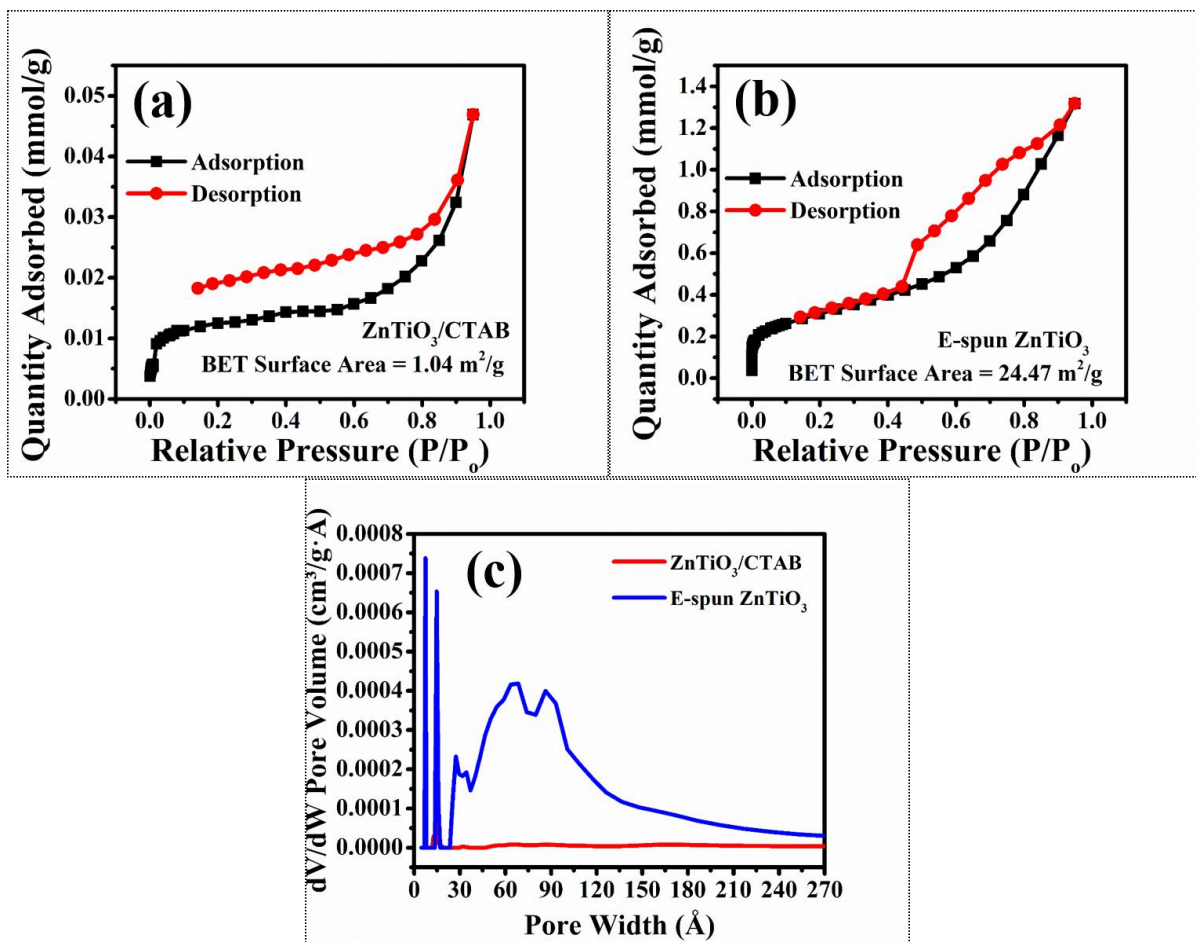 (a)
Quantity Adsorbed (mmol/g)
0.05
0.04
0.03
0.02
0.01
0.00
Adsorption
Desorption
ZnTiO₃/CTAB
BET Surface Area = 1.04 m²/g
0.0 0.2 0.4 0.6 0.8 1.0
Relative Pressure (P/Pₒ)
(b)
Quantity Adsorbed (mmol/g)
1.4
1.2
1.0
0.8
0.6
0.4
0.2
0.0
Adsorption
Desorption
E-spun ZnTiO₃
BET Surface Area = 24.47 m²/g
0.0 0.2 0.4 0.6 0.8 1.0
Relative Pressure (P/Pₒ)
(c)
dV/dW Pore Volume (cm³/g·A)
0.0008
0.0007
0.0006
0.0005
0.0004
0.0003
0.0002
0.0001
0.0000
ZnTiO₃/CTAB
E-spun ZnTiO₃
0 30 60 90 120 150 180 210 240 270
Pore Width (Å)